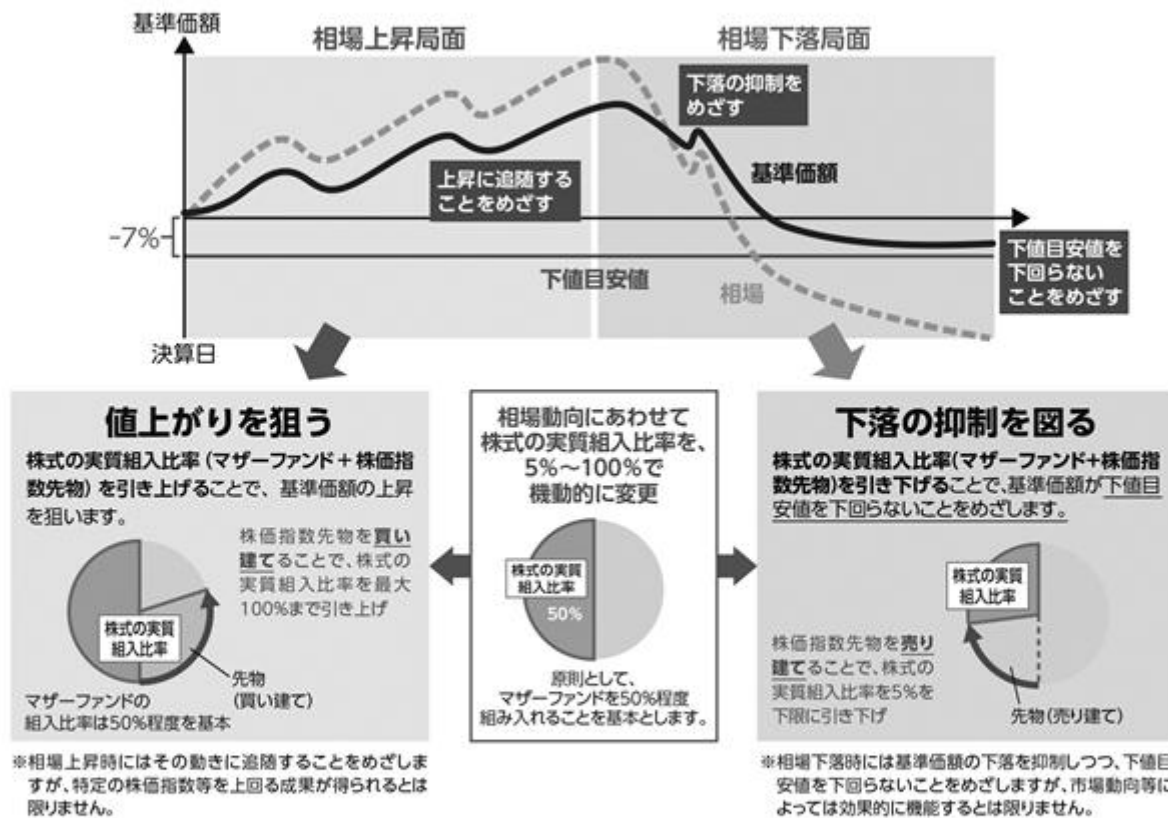 基準価額
相場上昇局面
相場下落局面
下落の抑制を
めざす
上昇に追随する
ことをめざす
基準価額
-7%
下値目安値
相場
下値目安値を
下回らない
ことをめざす
決算日
値上がりを狙う
株式の実質組入比率（マザーファンド＋株価指
数先物）を引き上げることで、基準価額の上昇
を狙います。
株価指数先物を買い
建てることで、株式の
実質組入比率を最大
100%まで引き上げ
株式の実質
組入比率
先物
（買い建て）
マザーファンドの
組入比率は50%程度を基本
※相場上昇時にはその動きに追随することをめざしま
すが、特定の株価指数等を上回る成果が得られるとは
限りません。
相場動向にあわせて
株式の実質組入比率を、
5%～100%で
機動的に変更
株式の実質
組入比率
50%
原則として、
マザーファンドを50%程度
組み入れることを基本とします。
下落の抑制を図る
株式の実質組入比率（マザーファンド+株価指
数先物）を引き下げることで、基準価額が下値目
安値を下回らないことをめざします。
株式の実質
組入比率
株価指数先物を売り
建てることで、株式の
実質組入比率を5%を
下限に引き下げ
先物（売り建て）
※相場下落時には基準価額の下落を抑制しつつ、下値目
安値を下回らないことをめざしますが、市場動向等に
よっては効果的に機能するとは限りません。